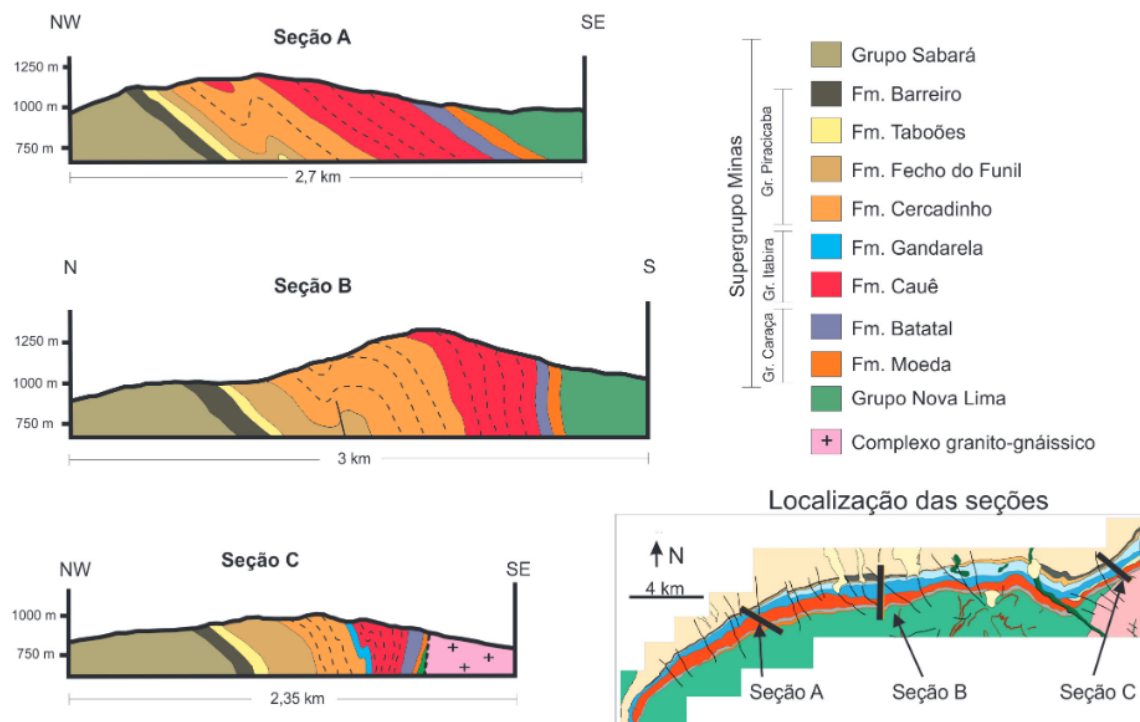 NW
SE
Seção A
1250 m
1000 m
750 m
2,7 km
N
S
Seção B
1250 m
1000 m
750 m
3 km
NW
SE
Seção C
1000 m
750 m
2,35 km
Supergrupo Minas
Gr. Piracicaba
Gr. Itabira
Gr. Caraça
Grupo Sabará
Fm. Barreiro
Fm. Taboões
Fm. Fecho do Funil
Fm. Cercadinho
Fm. Gandarela
Fm. Cauê
Fm. Batatal
Fm. Moeda
Grupo Nova Lima
Complexo granito-gnáissico
Localização das seções
N
4 km
Seção A
Seção B
Seção C